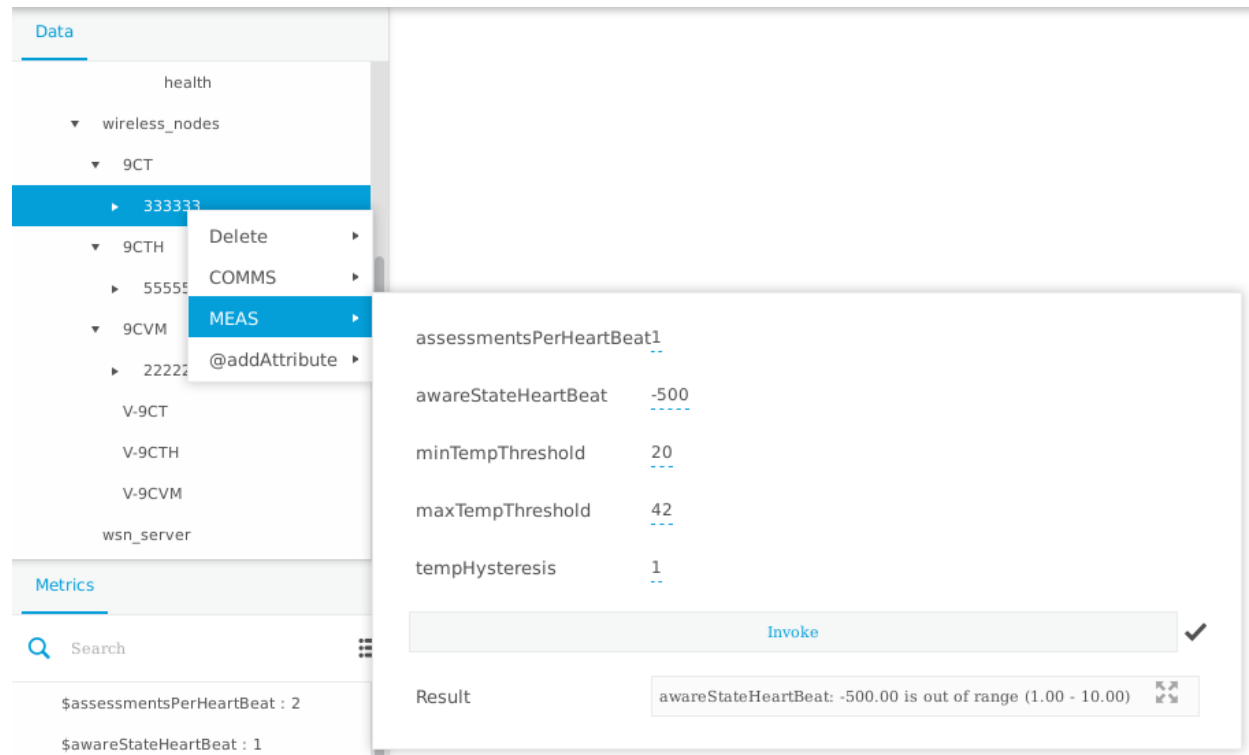 Data
health
wireless_nodes
9CT
333333
9CTH
55555
9CVM
22222
V-9CT
V-9CTH
V-9CVM
wsn_server
Delete
COMMS
MEAS
@addAttribute
assessmentsPerHeartBeat 1
awareStateHeartBeat -500
minTempThreshold 20
maxTempThreshold 42
tempHysteresis 1
Invoke
Result awareStateHeartBeat: -500.00 is out of range (1.00 - 10.00)
Metrics
Search
$assessmentsPerHeartBeat : 2
$awareStateHeartBeat : 1